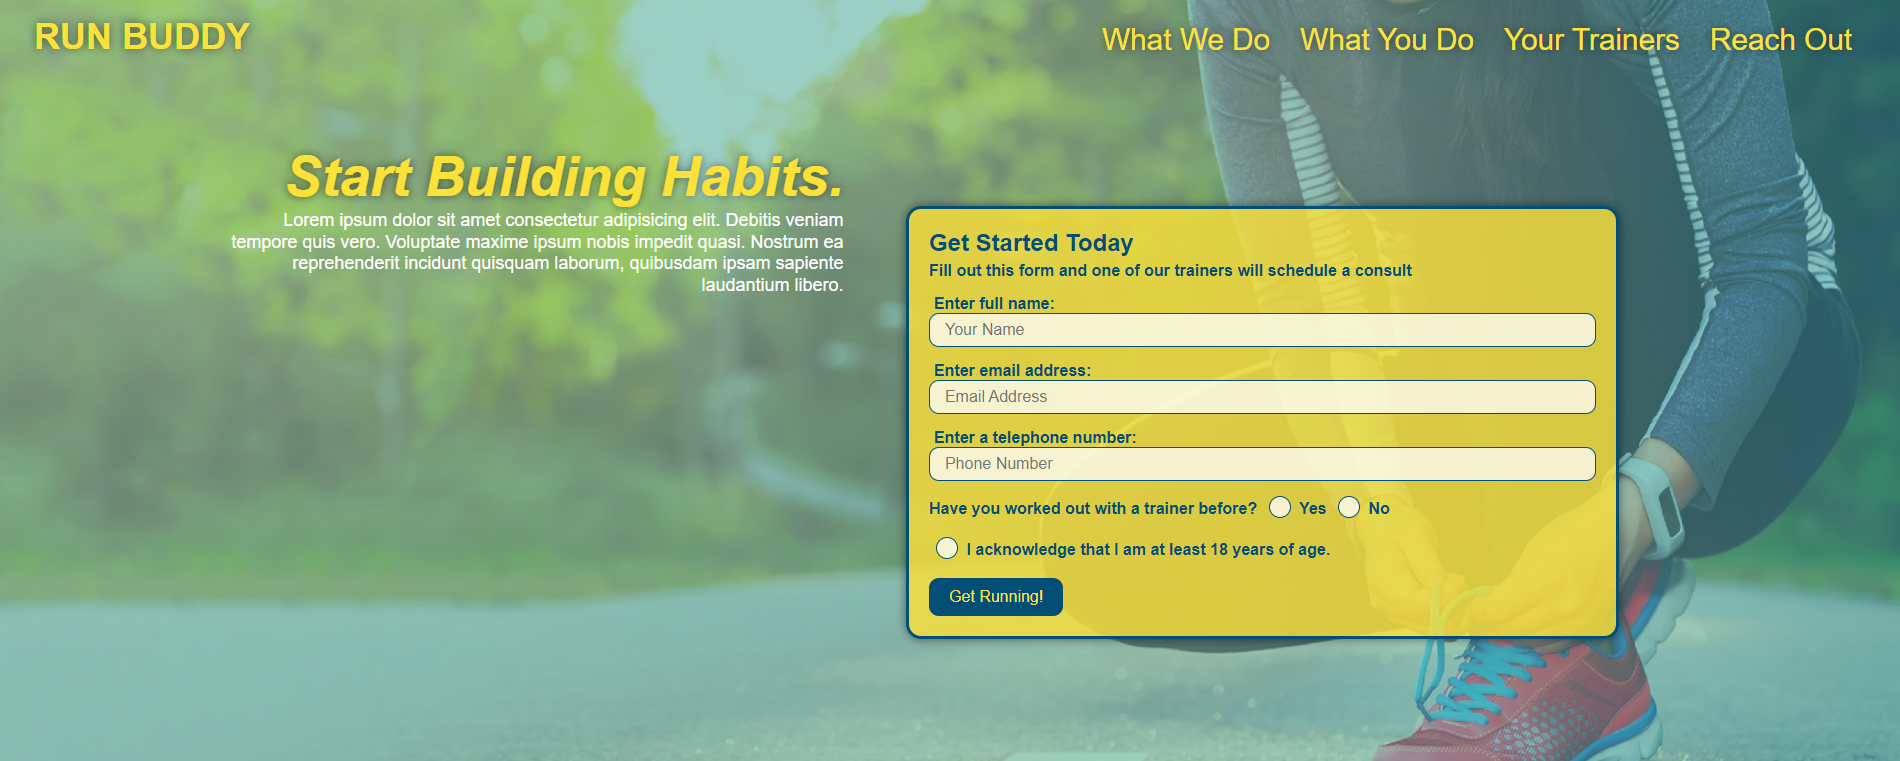 RUN BUDDY
What We Do
What You Do
Your Trainers
Reach Out
Start Building Habits.
Lorem ipsum dolor sit amet consectetur adipisicing elit. Debitis veniam
tempore quis vero. Voluptate maxime ipsum nobis impedit quasi. Nostrum ea
reprehenderit incidunt quisquam laborum, quibusdam ipsam sapiente
laudantium libero.
Get Started Today
Fill out this form and one of our trainers will schedule a consult
Enter full name:
Your Name
Enter email address:
Email Address
Enter a telephone number:
Phone Number
Have you worked out with a trainer before? Yes No
I acknowledge that I am at least 18 years of age.
Get Running!